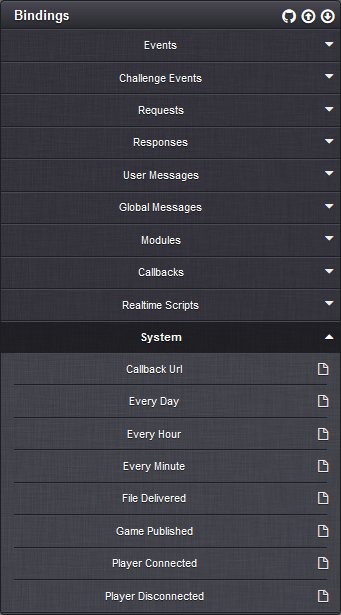 Bindings
Events
Challenge Events
Requests
Responses
User Messages
Global Messages
Modules
Callbacks
Realtime Scripts
System
Callback Url
Every Day
Every Hour
Every Minute
File Delivered
Game Published
Player Connected
Player Disconnected